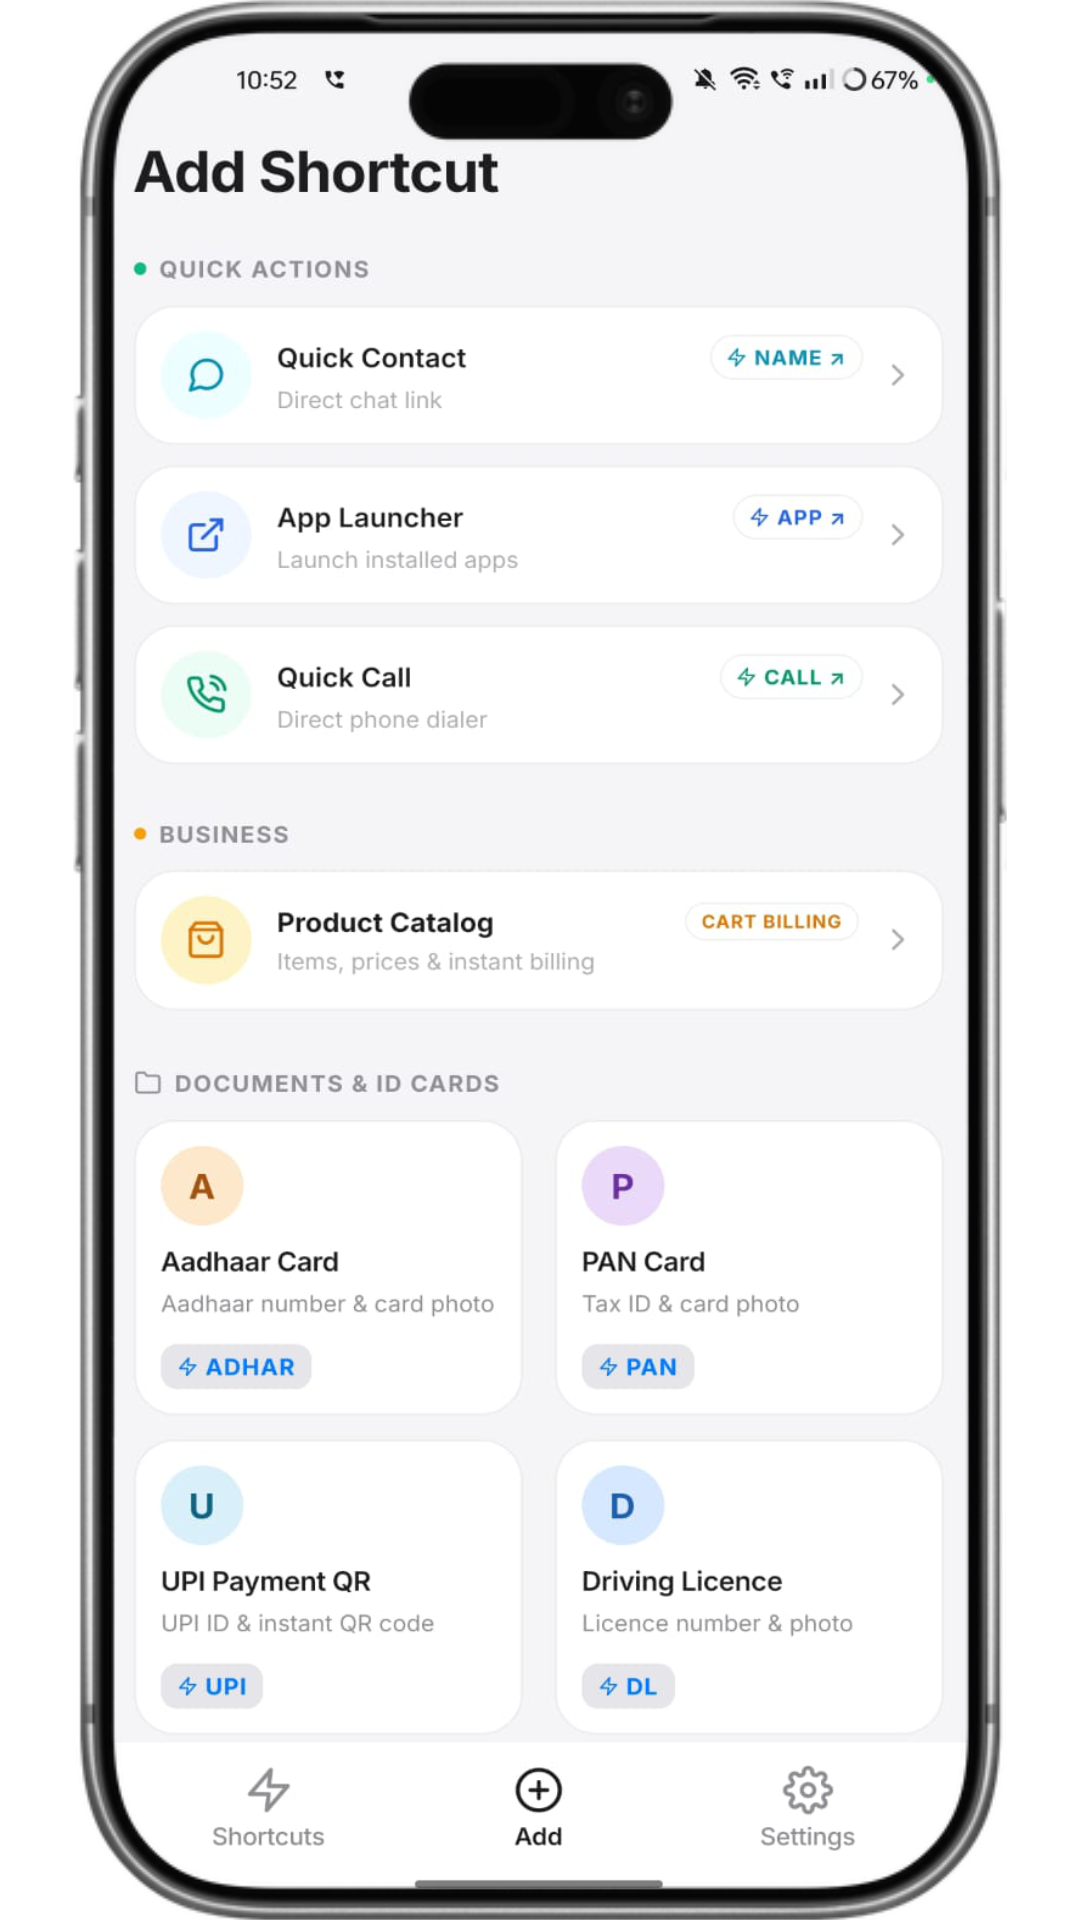 10:52
67%
Add Shortcut
QUICK ACTIONS
Quick Contact
NAME
Direct chat link
App Launcher
APP
Launch installed apps
Quick Call
CALL
Direct phone dialer
BUSINESS
Product Catalog
CART BILLING
Items, prices & instant billing
DOCUMENTS & ID CARDS
A
Aadhaar Card
Aadhaar number & card photo
ADHAR
P
PAN Card
Tax ID & card photo
PAN
U
UPI Payment QR
UPI ID & instant QR code
UPI
D
Driving Licence
Licence number & photo
DL
Shortcuts
Add
Settings